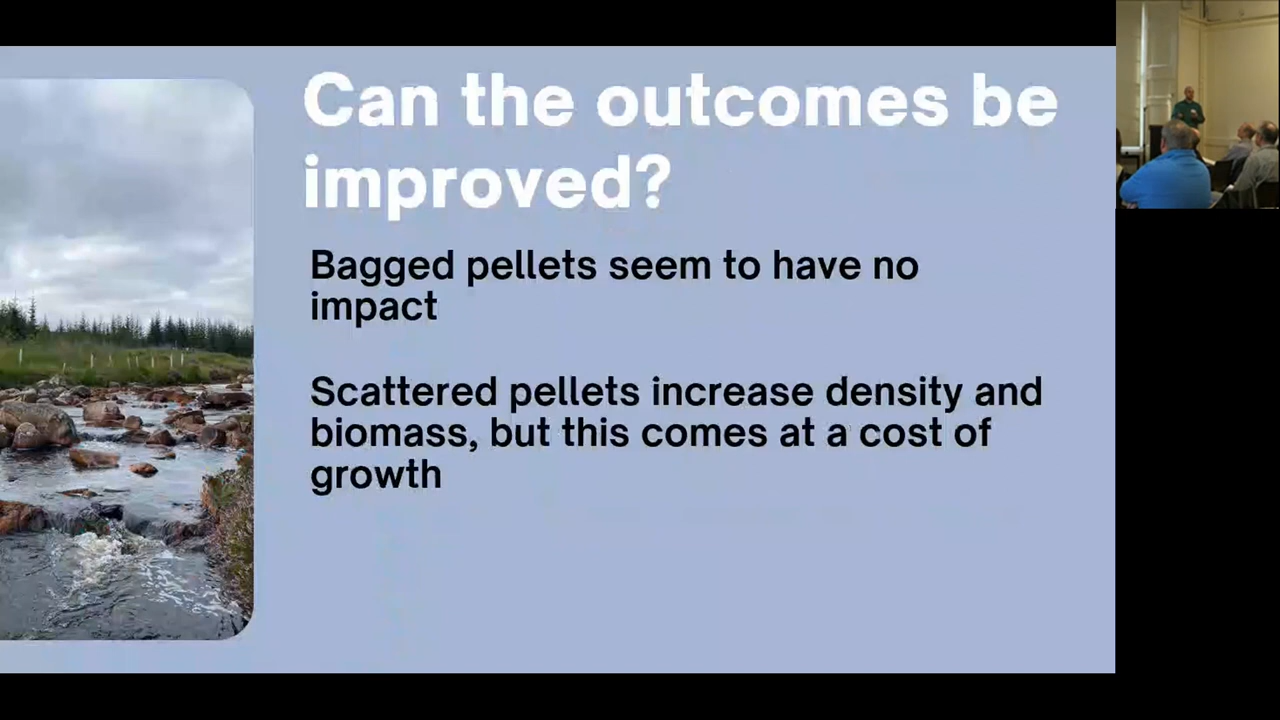 Can the outcomes be
improved?
Bagged pellets seem to have no
impact
Scattered pellets increase density and
biomass, but this comes at a cost of
growth